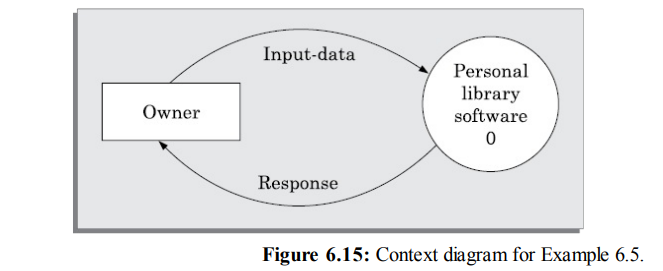 Input-data
Owner
Personal
library
software
0
Response
Figure 6.15: Context diagram for Example 6.5.